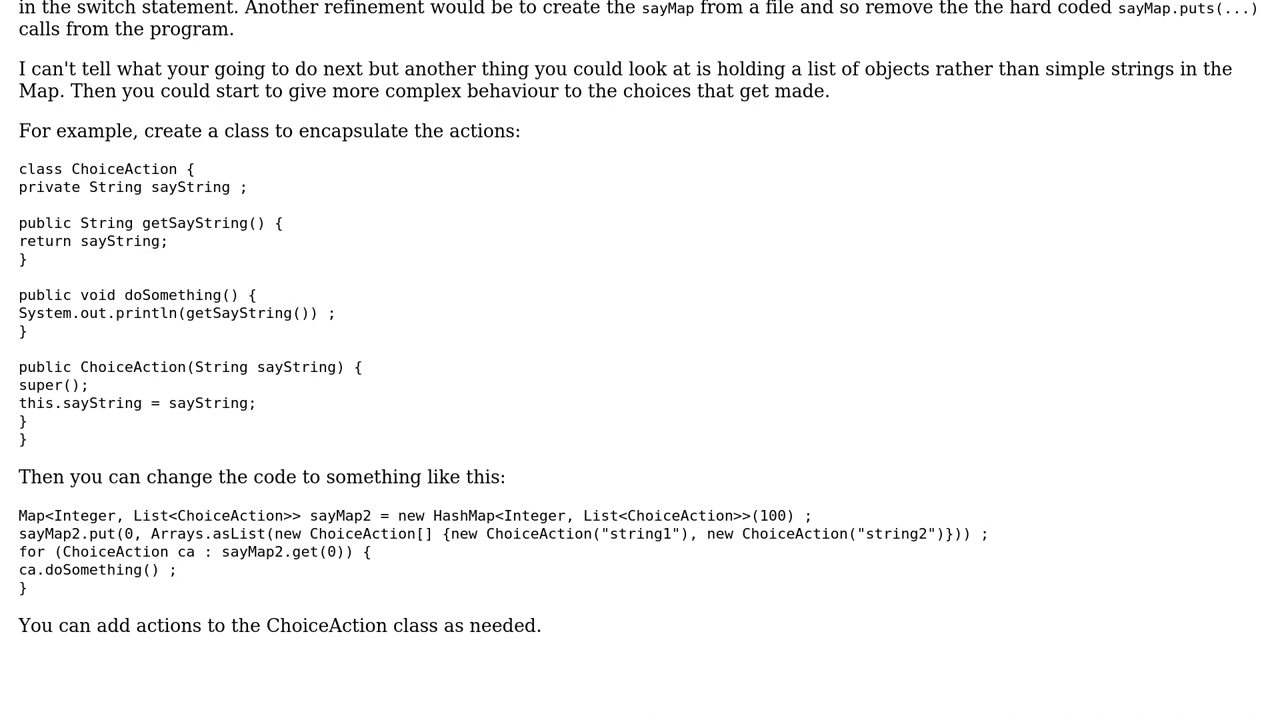 in the switch statement. Another refinement would be to create the sayMap from a file and so remove the the hard coded sayMap.puts(...)
calls from the program.
I can't tell what your going to do next but another thing you could look at is holding a list of objects rather than simple strings in the
Map. Then you could start to give more complex behaviour to the choices that get made.
For example, create a class to encapsulate the actions:
class ChoiceAction {
private String sayString ;
public String getSayString() {
return sayString;
}
public void doSomething() {
System.out.println(getSayString()) ;
}
public ChoiceAction(String sayString) {
super();
this.sayString = sayString;
}
}
Then you can change the code to something like this:
Map<Integer, List<ChoiceAction>> sayMap2 = new HashMap<Integer, List<ChoiceAction>>(100) ;
sayMap2.put(0, Arrays.asList(new ChoiceAction[] {new ChoiceAction("string1"), new ChoiceAction("string2")})) ;
for (ChoiceAction ca : sayMap2.get(0)) {
ca.doSomething() ;
}
You can add actions to the ChoiceAction class as needed.